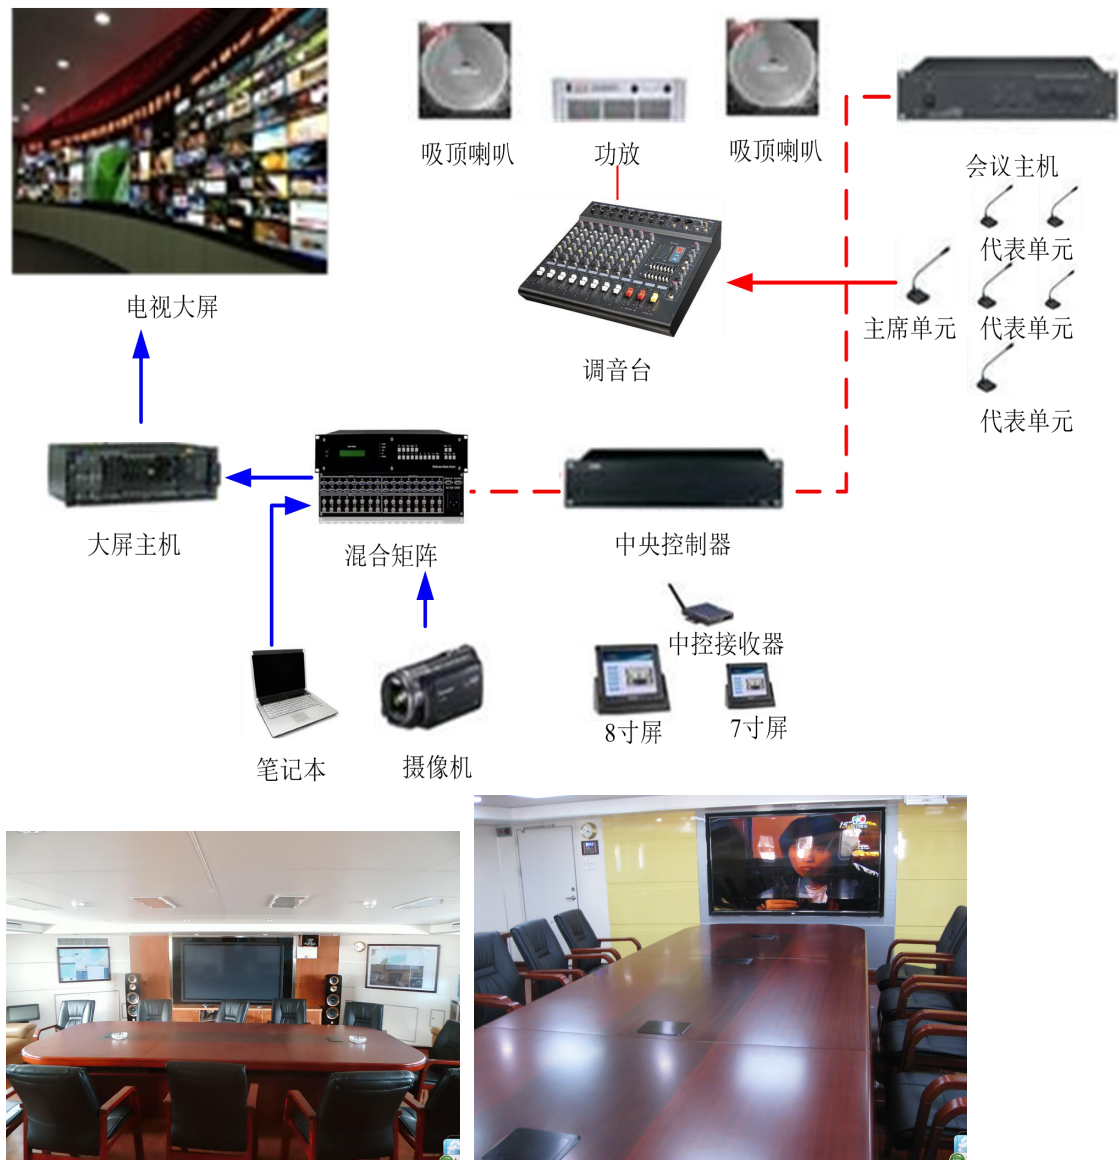 吸顶喇叭
功放
吸顶喇叭
会议主机
代表单元
电视大屏
主席单元
代表单元
调音台
代表单元
大屏主机
混合矩阵
中央控制器
中控接收器
8寸屏
7寸屏
笔记本
摄像机